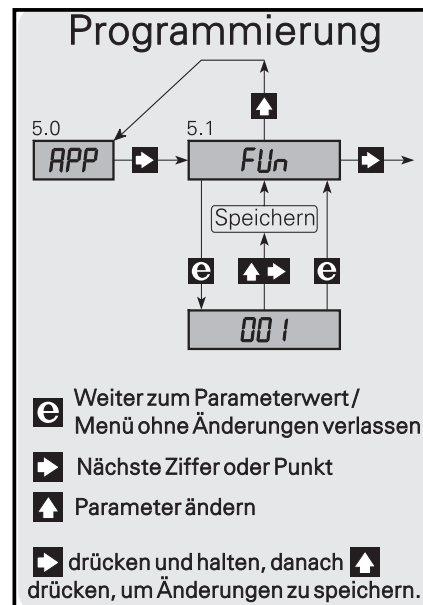 Programmierung
5.0 5.1
APP FUn
Speichern
e e
001
e Weiter zum Parameterwert/
Menü ohne Änderungen verlassen
Nächste Ziffer oder Punkt
Parameter ändern
drücken und halten, danach
drücken, um Änderungen zu speichern.